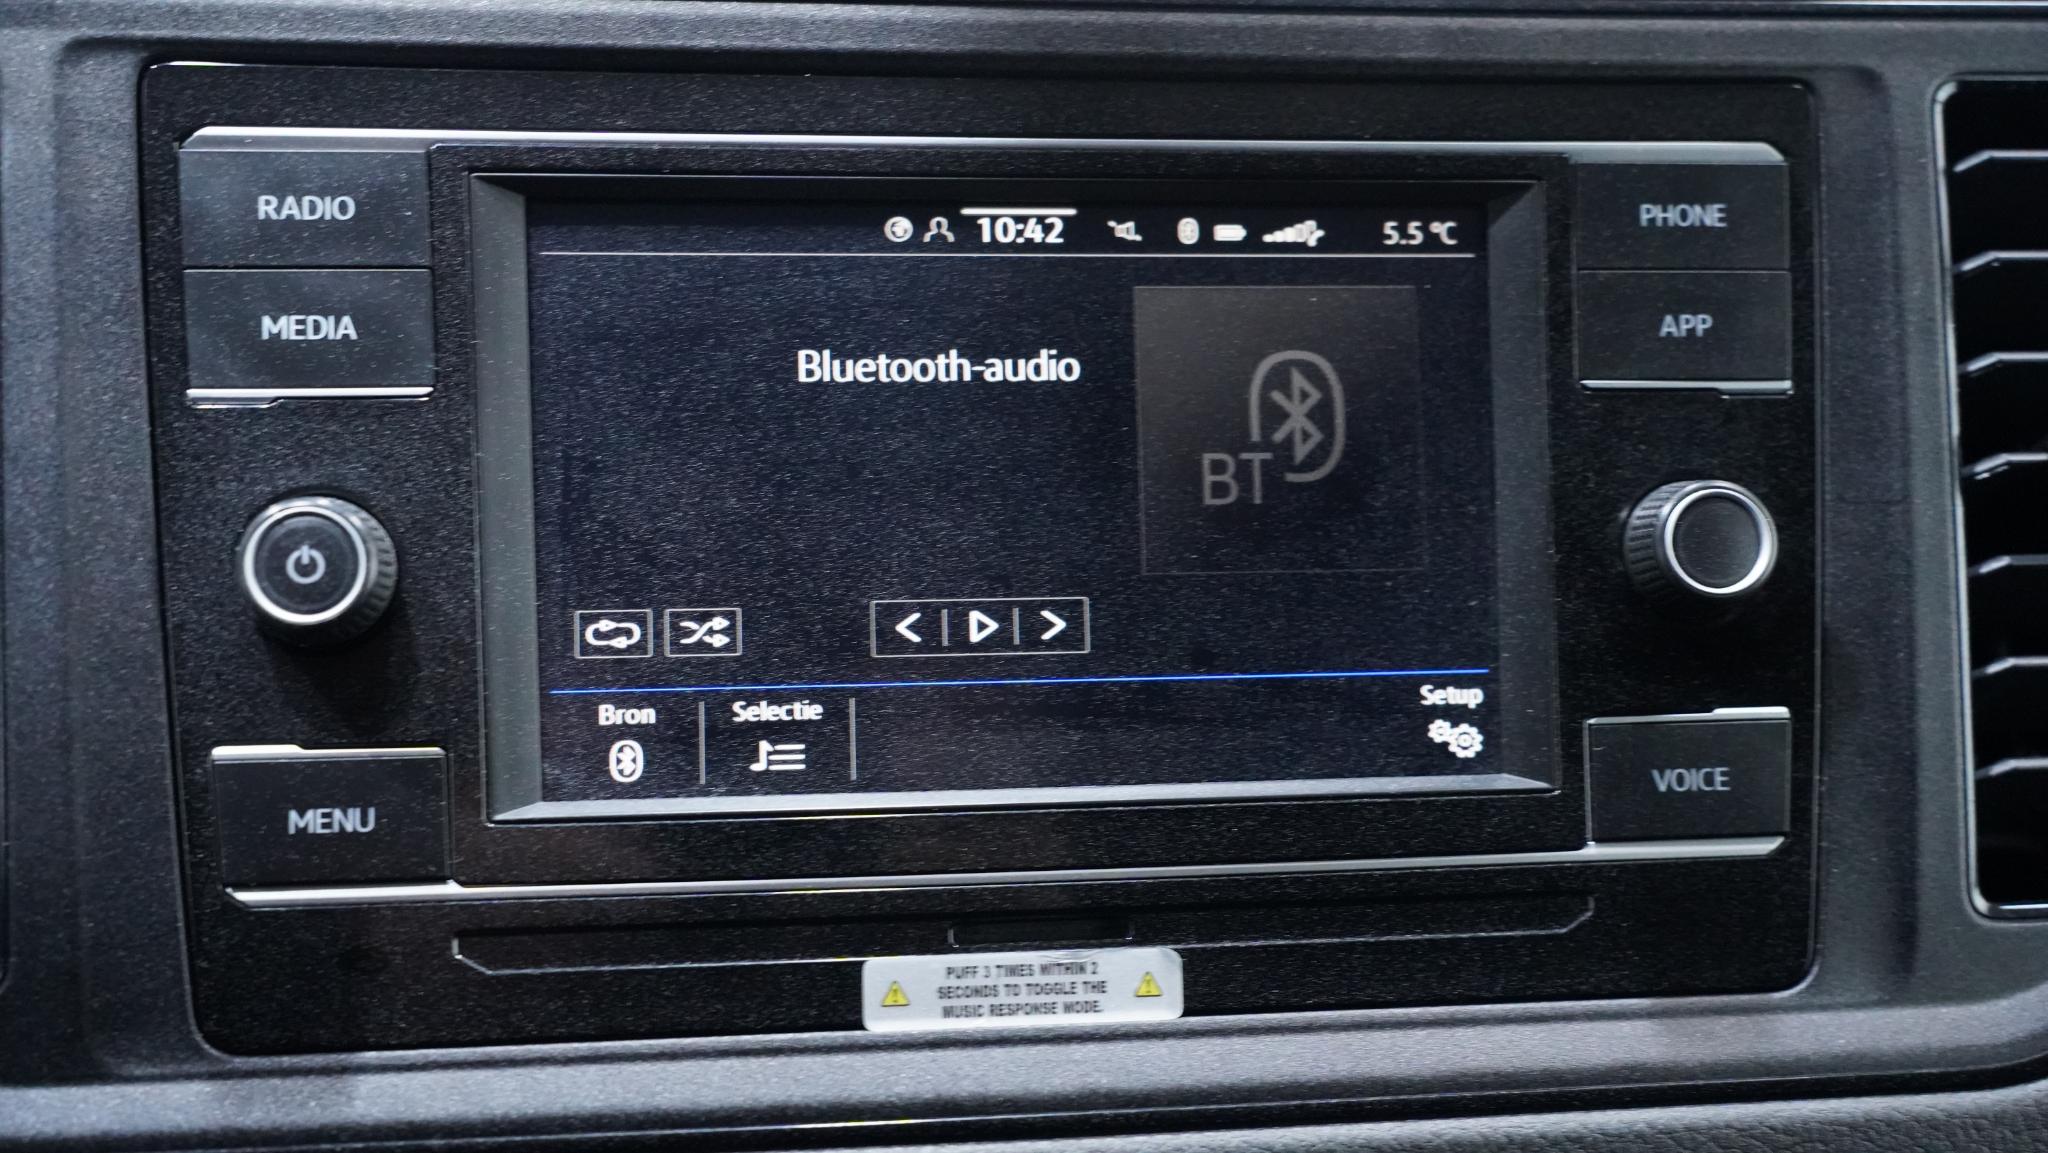 RADIO
MEDIA
MENU
10:42
5.5 °C
Bluetooth-audio
BT
Bron
Selectie
Setup
PHONE
APP
VOICE
PUFF 3 TIMES WITHIN 2
SECONDS TO TOGGLE THE
MUSIC RESPONSE MODE.